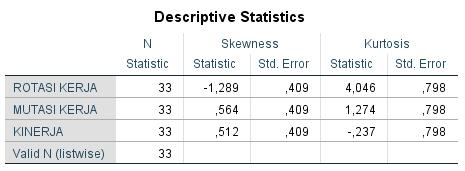 Descriptive Statistics
N Skewness Kurtosis
Statistic Statistic Std. Error Statistic Std. Error
ROTASI KERJA 33 -1,289 ,409 4,046 ,798
MUTASI KERJA 33 ,564 ,409 1,274 ,798
KINERJA 33 ,512 ,409 -,237 ,798
Valid N (listwise) 33